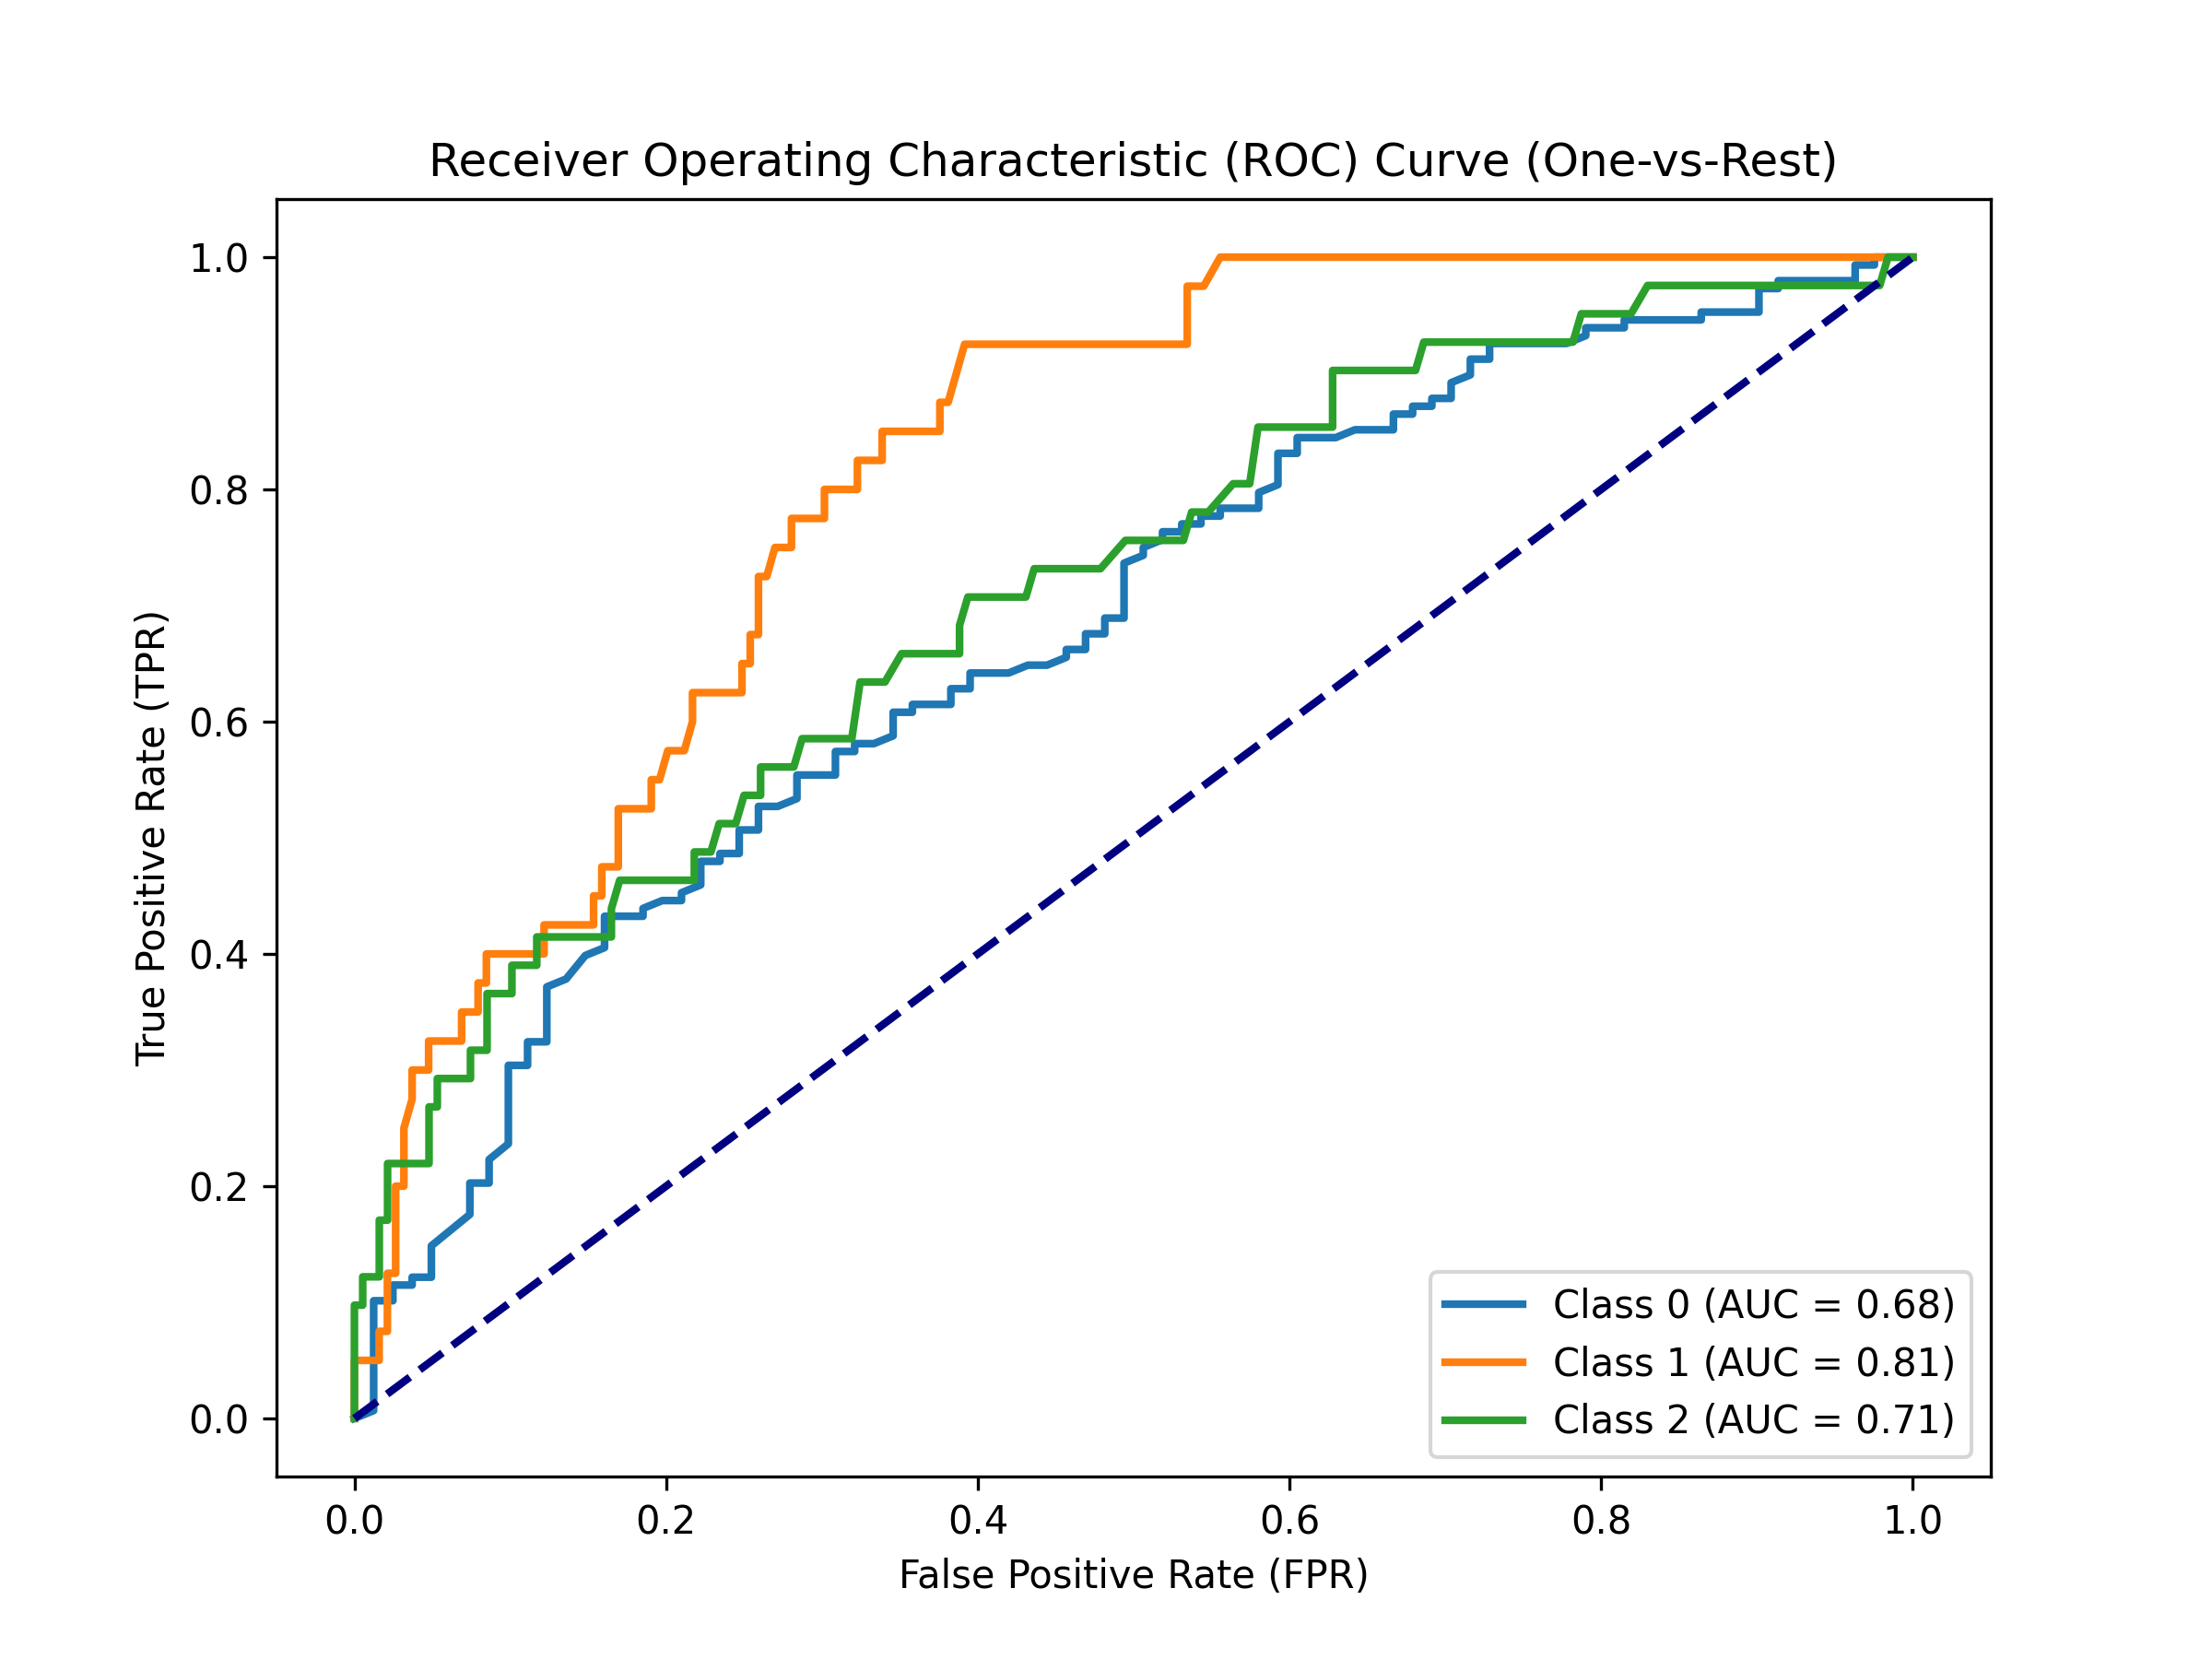 Receiver Operating Characteristic (ROC) Curve (One-vs-Rest)
True Positive Rate (TPR)
1.0
0.8
0.6
0.4
0.2
0.0
Class 0 (AUC = 0.68)
Class 1 (AUC = 0.81)
Class 2 (AUC = 0.71)
0.0 0.2 0.4 0.6 0.8 1.0
False Positive Rate (FPR)